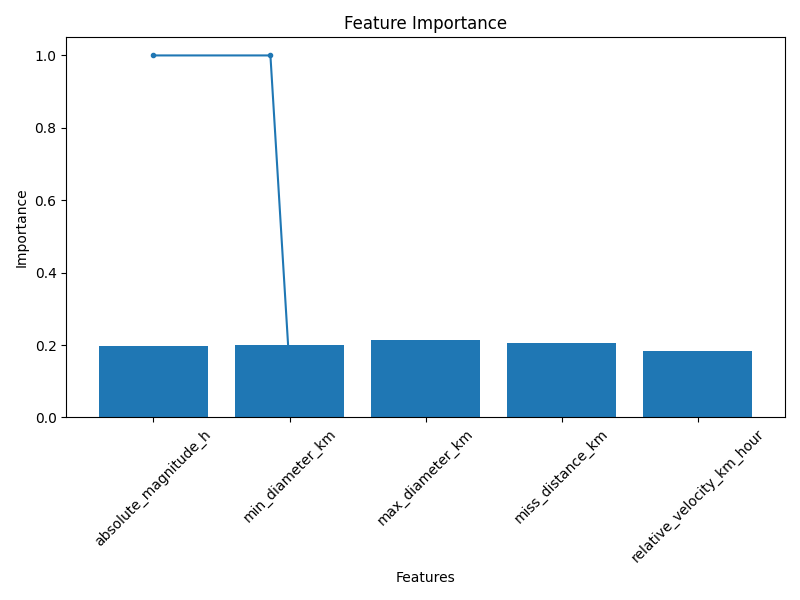 Feature Importance
Importance
1.0
0.8
0.6
0.4
0.2
0.0
absolute_magnitude_h
min_diameter_km
max_diameter_km
miss_distance_km
relative_velocity_km_hour
Features